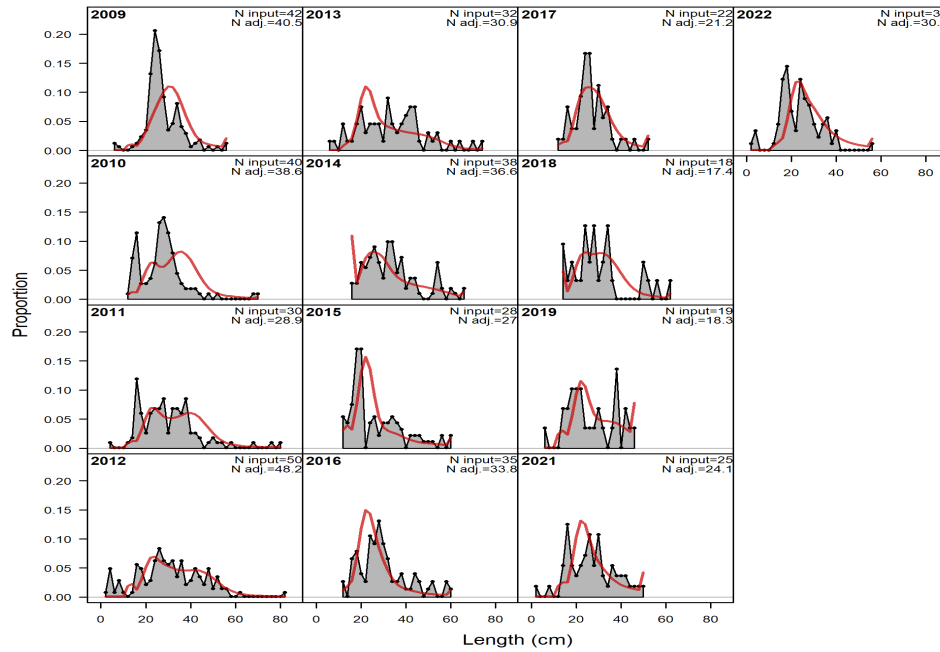 2009 N input=42 2013 N input=32 2017 N input=22 2022 N input=3
N adj.=40.5 N adj.=30.9 N adj.=21.2 N adj.=30.
0.20
0.15
0.10
0.05
0.00
2010 N input=40 2014 N input=38 2018 N input=18
N adj.=38.6 N adj.=36.6 N adj.=17.4
0.20
0.15
0.10
0.05
0.00
0 20 40 60 80
2011 N input=30 2015 N input=28 2019 N input=19
N adj.=28.9 N adj.=27 N adj.=18.3
0.20
0.15
0.10
0.05
0.00
2012 N input=50 2016 N input=35 2021 N input=25
N adj.=48.2 N adj.=33.8 N adj.=24.1
0.20
0.15
0.10
0.05
0.00
0 20 40 60 80 0 20 40 60 80 0 20 40 60 80
Proportion
Length (cm)